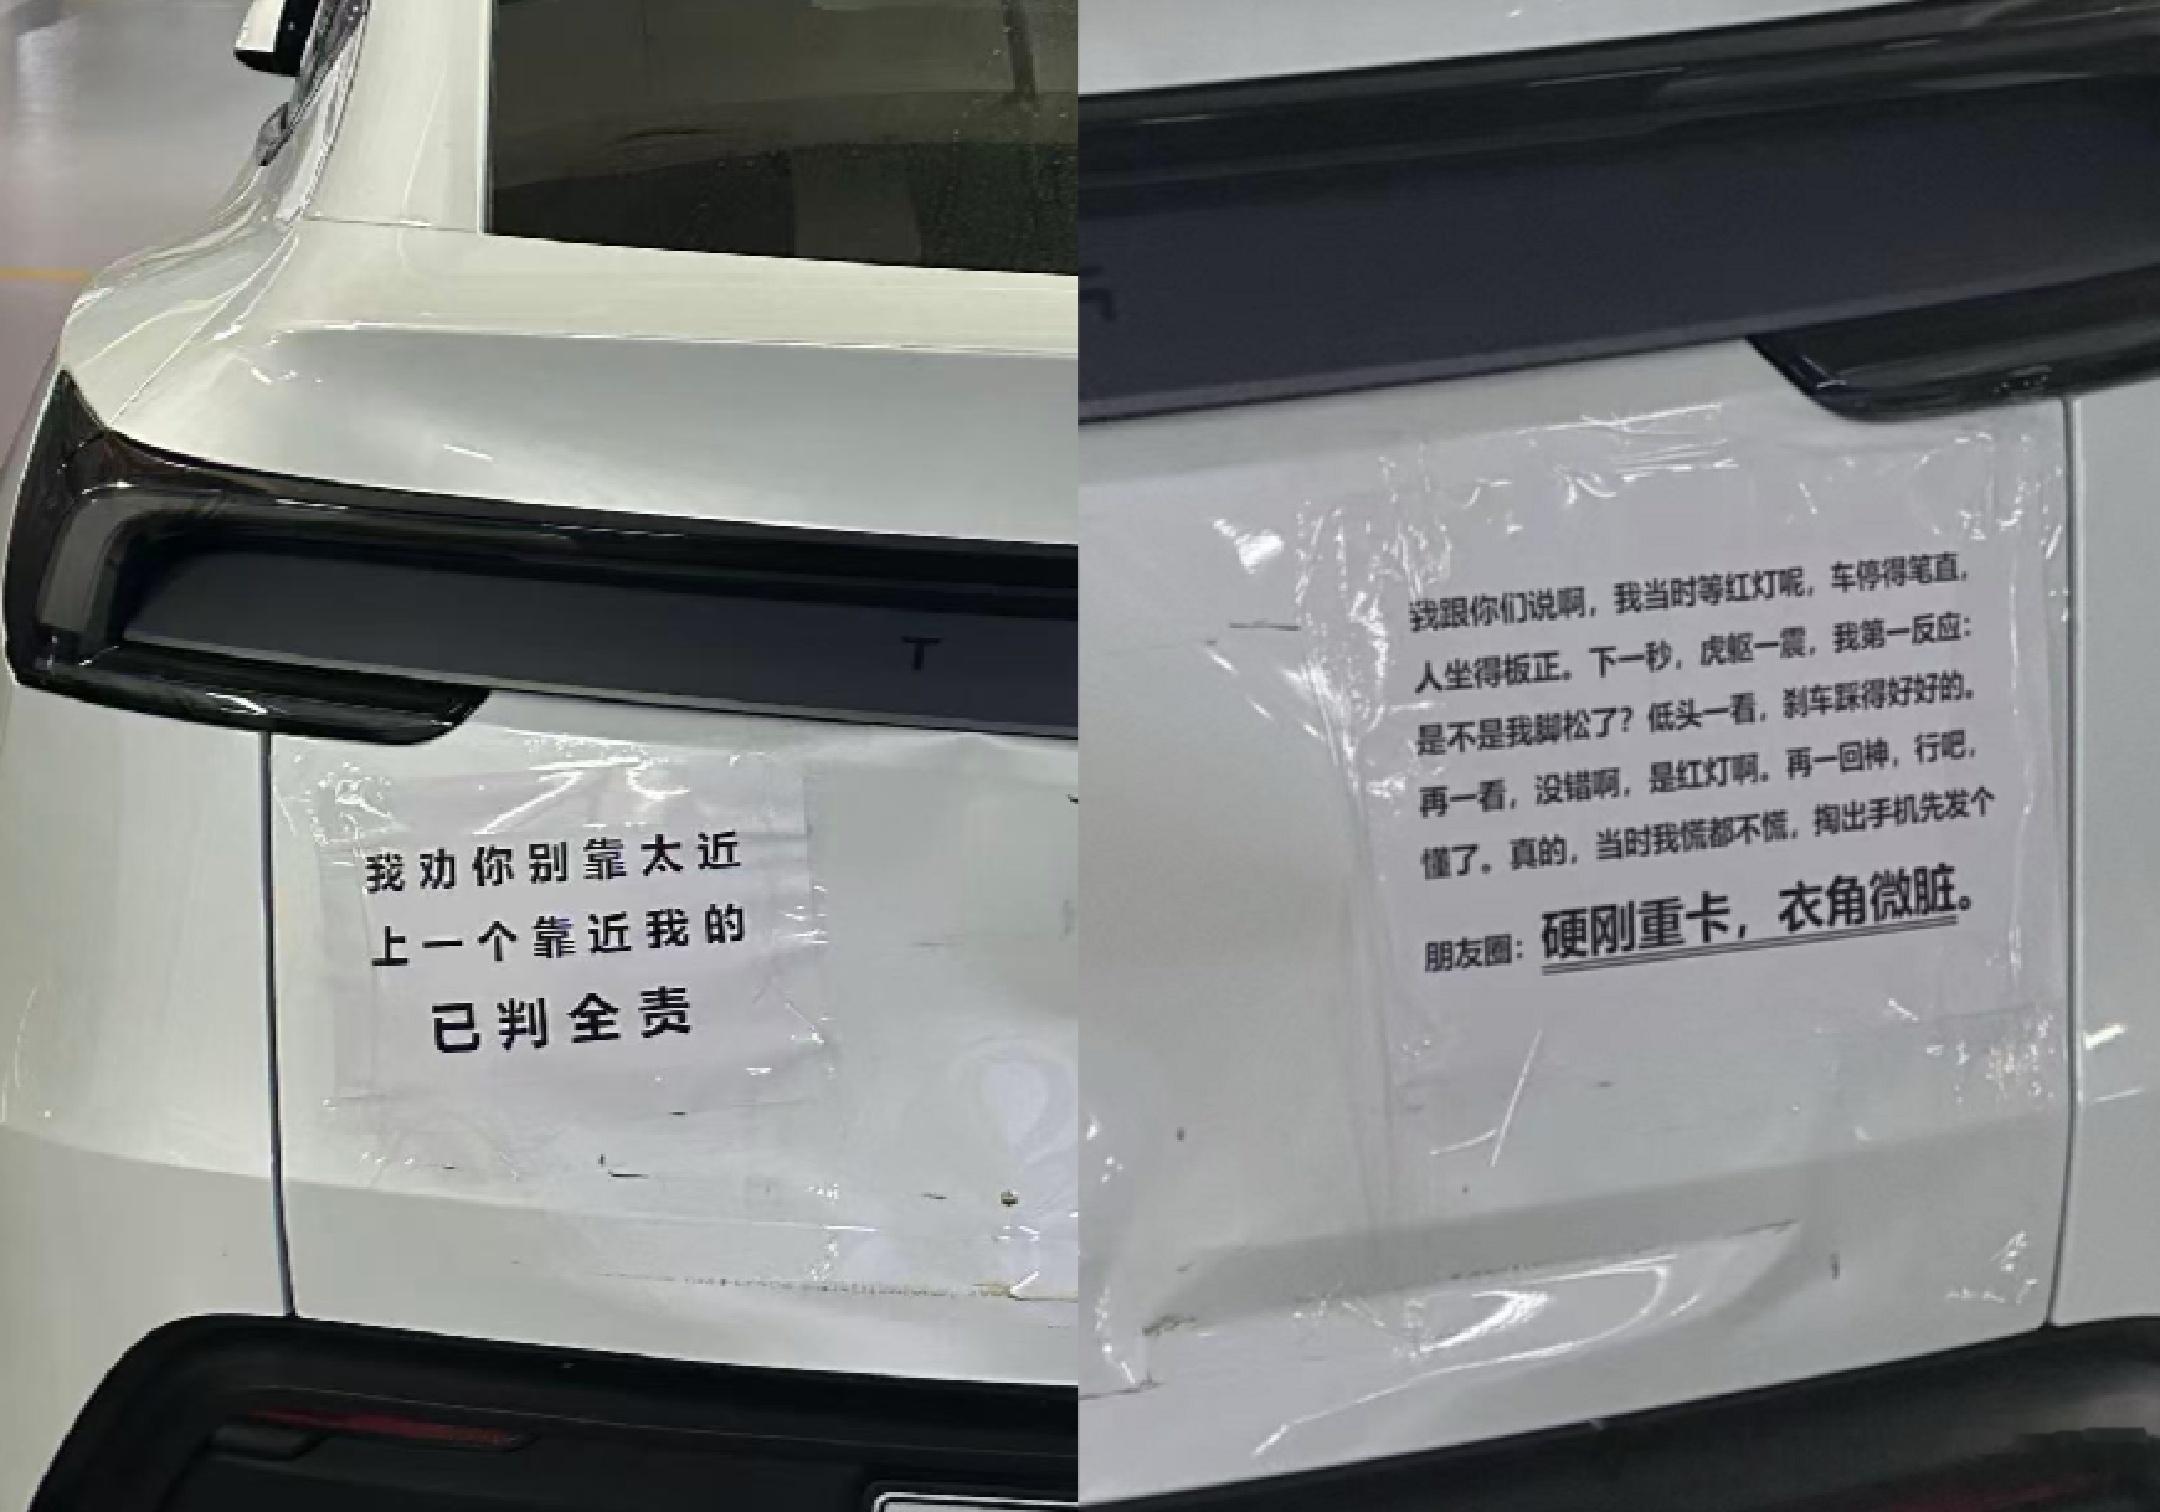 T
我劝你别靠太近
上一个靠近我的
已判全责
我跟你们说啊，我当时等红灯呢，车停得笔直，
人坐得板正。下一秒，虎躯一震，我第一反应：
是不是我脚松了？低头一看，刹车踩得好好的。
再一看，没错啊，是红灯啊。再一回神，行吧，
懂了。真的，当时我慌都不慌，掏出手机先发个
朋友圈：硬刚重卡，衣角微脏。